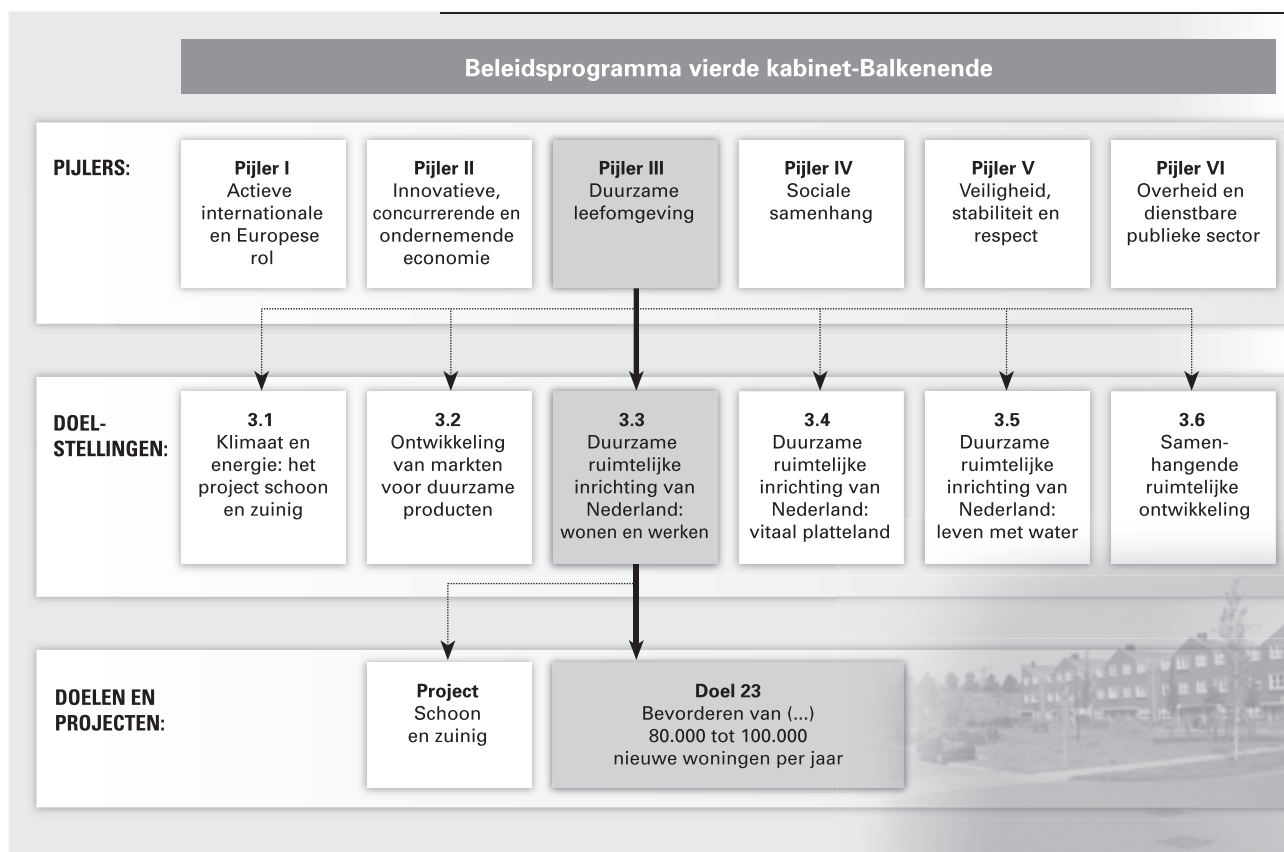 Beleidsprogramma vierde kabinet-Balkenende
PIJLERS:
Pijler I
Actieve
internationale
en Europese
rol
Pijler II
Innovatieve,
concurrerende en
ondernemende
economie
Pijler III
Duurzame
leefomgeving
Pijler IV
Sociale
samenhang
Pijler V
Veiligheid,
stabiliteit en
respect
Pijler VI
Overheid en
dienstbare
publieke sector
DOEL-
STELLINGEN:
3.1
Klimaat en
energie: het
project schoon
en zuinig
3.2
Ontwikkeling
van markten
voor duurzame
producten
3.3
Duurzame
ruimtelijke
inrichting van
Nederland:
wonen en werken
3.4
Duurzame
ruimtelijke
inrichting van
Nederland:
vitaal platteland
3.5
Duurzame
ruimtelijke
inrichting van
Nederland:
leven met water
3.6
Samen-
hangende
ruimtelijke
ontwikkeling
DOELEN EN
PROJECTEN:
Project
Schoon
en zuinig
Doel 23
Bevorderen van (...)
80.000 tot 100.000
nieuwe woningen per jaar